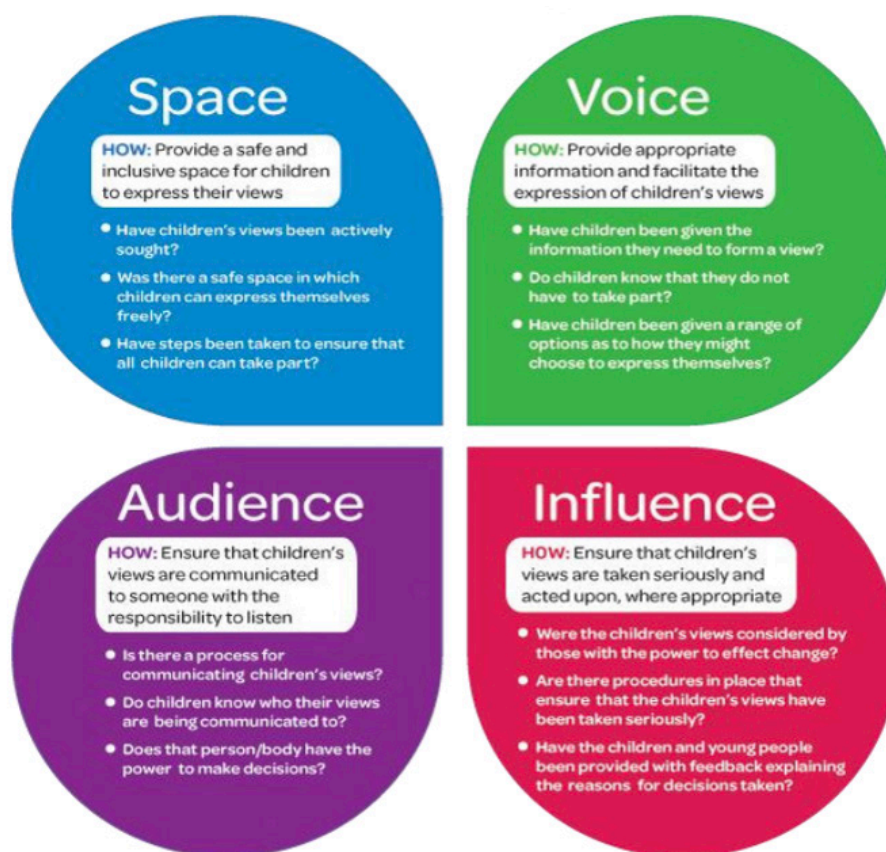 Space
HOW: Provide a safe and
inclusive space for children
to express their views
• Have children's views been actively
sought?
• Was there a safe space in which
children can express themselves
freely?
• Have steps been taken to ensure that
all children can take part?
Voice
HOW: Provide appropriate
information and facilitate the
expression of children's views
• Have children been given the
information they need to form a view?
• Do children know that they do not
have to take part?
• Have children been given a range of
options as to how they might
choose to express themselves?
Audience
HOW: Ensure that children's
views are communicated
to someone with the
responsibility to listen
• Is there a process for
communicating children's views?
• Do children know who their views
are being communicated to?
• Does that person/body have the
power to make decisions?
Influence
HOW: Ensure that children's
views are taken seriously and
acted upon, where appropriate
• Were the children's views considered by
those with the power to effect change?
• Are there procedures in place that
ensure that the children's views have
been taken seriously?
• Have the children and young people
been provided with feedback explaining
the reasons for decisions taken?